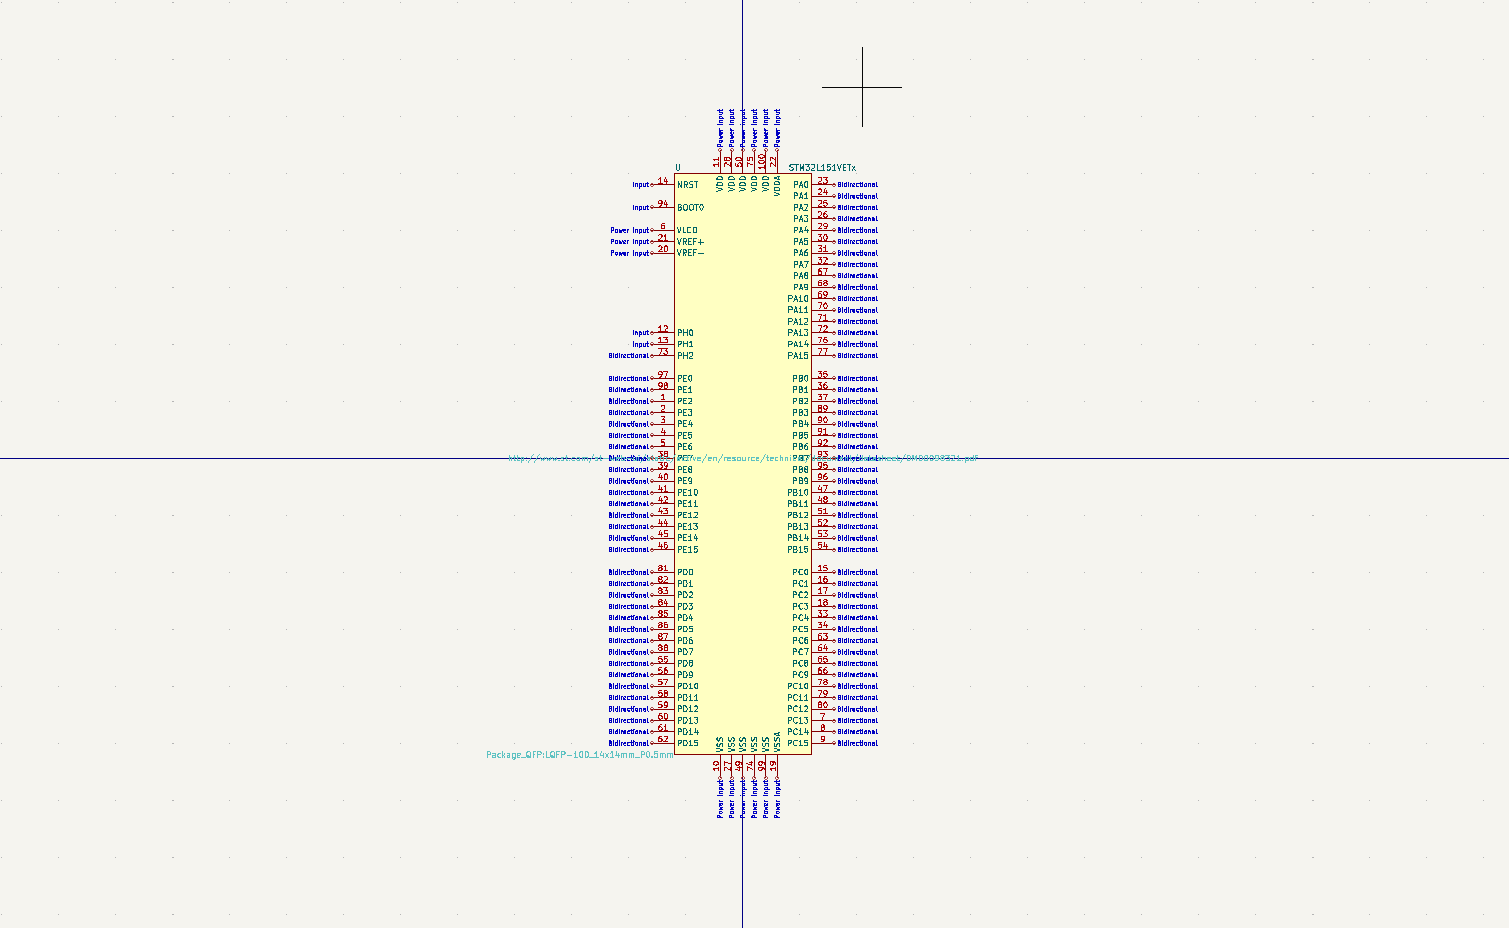 Power Input Power Input Power Input Power Input Power Input Power Input
11 28 50 75 100 22
U STM32L151VETx
VDD VDD VDD VDD VDD VDDA
Input 14 NRST PA0 23 Bidirectional
PA1 24 Bidirectional
Input 94 BOOT0 PA2 25 Bidirectional
PA3 26 Bidirectional
Power Input 6 VLCD PA4 29 Bidirectional
Power Input 21 VREF+ PA5 30 Bidirectional
Power Input 20 VREF- PA6 31 Bidirectional
PA7 32 Bidirectional
PA8 67 Bidirectional
PA9 68 Bidirectional
PA10 69 Bidirectional
PA11 70 Bidirectional
PA12 71 Bidirectional
Input 12 PH0 PA13 72 Bidirectional
Input 13 PH1 PA14 76 Bidirectional
Bidirectional 73 PH2 PA15 77 Bidirectional
Bidirectional 97 PE0 PB0 35 Bidirectional
Bidirectional 98 PE1 PB1 36 Bidirectional
Bidirectional 1 PE2 PB2 37 Bidirectional
Bidirectional 2 PE3 PB3 89 Bidirectional
Bidirectional 3 PE4 PB4 90 Bidirectional
Bidirectional 4 PE5 PB5 91 Bidirectional
Bidirectional 5 PE6 PB6 92 Bidirectional
Bidirectional 38 PE7 PB7 93 Bidirectional
Bidirectional 39 PE8 PB8 95 Bidirectional
Bidirectional 40 PE9 PB9 96 Bidirectional
Bidirectional 41 PE10 PB10 47 Bidirectional
Bidirectional 42 PE11 PB11 48 Bidirectional
Bidirectional 43 PE12 PB12 51 Bidirectional
Bidirectional 44 PE13 PB13 52 Bidirectional
Bidirectional 45 PE14 PB14 53 Bidirectional
Bidirectional 46 PE15 PB15 54 Bidirectional
Bidirectional 81 PD0 PC0 15 Bidirectional
Bidirectional 82 PD1 PC1 16 Bidirectional
Bidirectional 83 PD2 PC2 17 Bidirectional
Bidirectional 84 PD3 PC3 18 Bidirectional
Bidirectional 85 PD4 PC4 33 Bidirectional
Bidirectional 86 PD5 PC5 34 Bidirectional
Bidirectional 87 PD6 PC6 63 Bidirectional
Bidirectional 88 PD7 PC7 64 Bidirectional
Bidirectional 55 PD8 PC8 65 Bidirectional
Bidirectional 56 PD9 PC9 66 Bidirectional
Bidirectional 57 PD10 PC10 78 Bidirectional
Bidirectional 58 PD11 PC11 79 Bidirectional
Bidirectional 59 PD12 PC12 80 Bidirectional
Bidirectional 60 PD13 PC13 7 Bidirectional
Bidirectional 61 PD14 PC14 8 Bidirectional
Bidirectional 62 PD15 PC15 9 Bidirectional
VSS VSS VSS VSS VSS VSSA
Package_QFP:LQFP-100_14x14mm_P0.5mm
10 27 49 74 99 19
Power Input Power Input Power Input Power Input Power Input Power Input